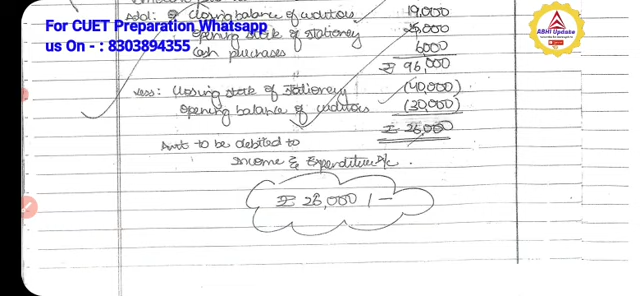 Add: Closing balance of creditors 19,000
Opening stock of stationery 25,000
Cash purchases 6000
₹ 96,000
Less: Closing stock of stationery (40,000)
Opening balance of creditors (30,000)
₹ 26,000
Amt to be debited to
Income & Expenditure A/c.
₹ 26,000/-
For CUET Preparation Whatsapp
us On - : 8303894355
ABHI Update